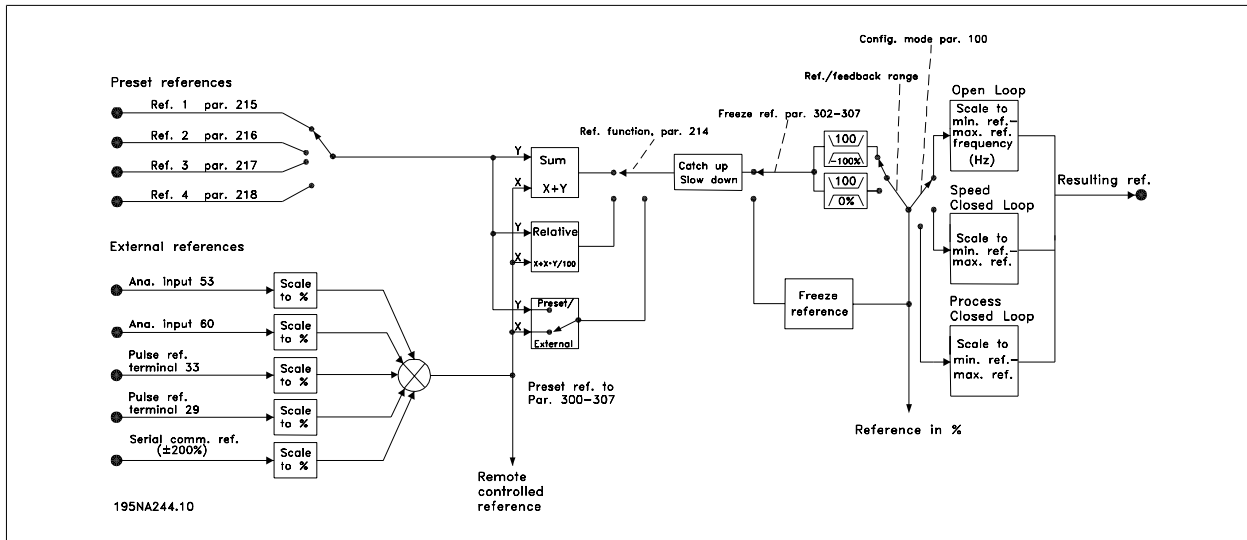 Config. mode par. 100
Ref./feedback range
Preset references
Ref. 1 par. 215
Ref. 2 par. 216
Ref. 3 par. 217
Ref. 4 par. 218
Ref. function, par. 214
Freeze ref. par. 302-307
Y
Sum
X
X+Y
Y
Relative
X
X+X·Y/100
Y
Preset/
X
External
Catch up
Slow down
100
-100%
100
0%
Open Loop
Scale to
min. ref.-
max. ref.
frequency
(Hz)
Speed
Closed Loop
Scale to
min. ref.-
max. ref.
Process
Closed Loop
Scale to
min. ref.-
max. ref.
Resulting ref.
Freeze
reference
Reference in %
External references
Ana. input 53
Scale
to %
Ana. input 60
Scale
to %
Pulse ref.
terminal 33
Scale
to %
Pulse ref.
terminal 29
Scale
to %
Serial comm. ref.
(±200%)
Scale
to %
Preset ref. to
Par. 300-307
Remote
controlled
reference
195NA244.10